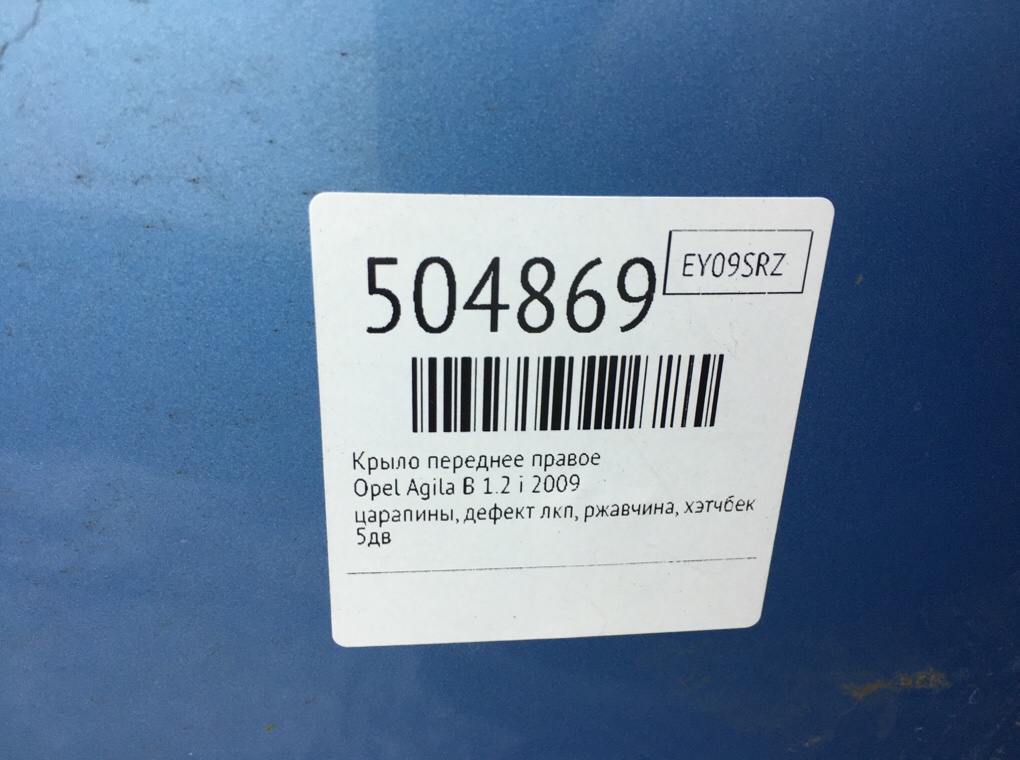 504869
EY09SRZ
Крыло переднее правое
Opel Agila B 1.2 i 2009
царапины, дефект лкп, ржавчина, хэтчбек
5дв